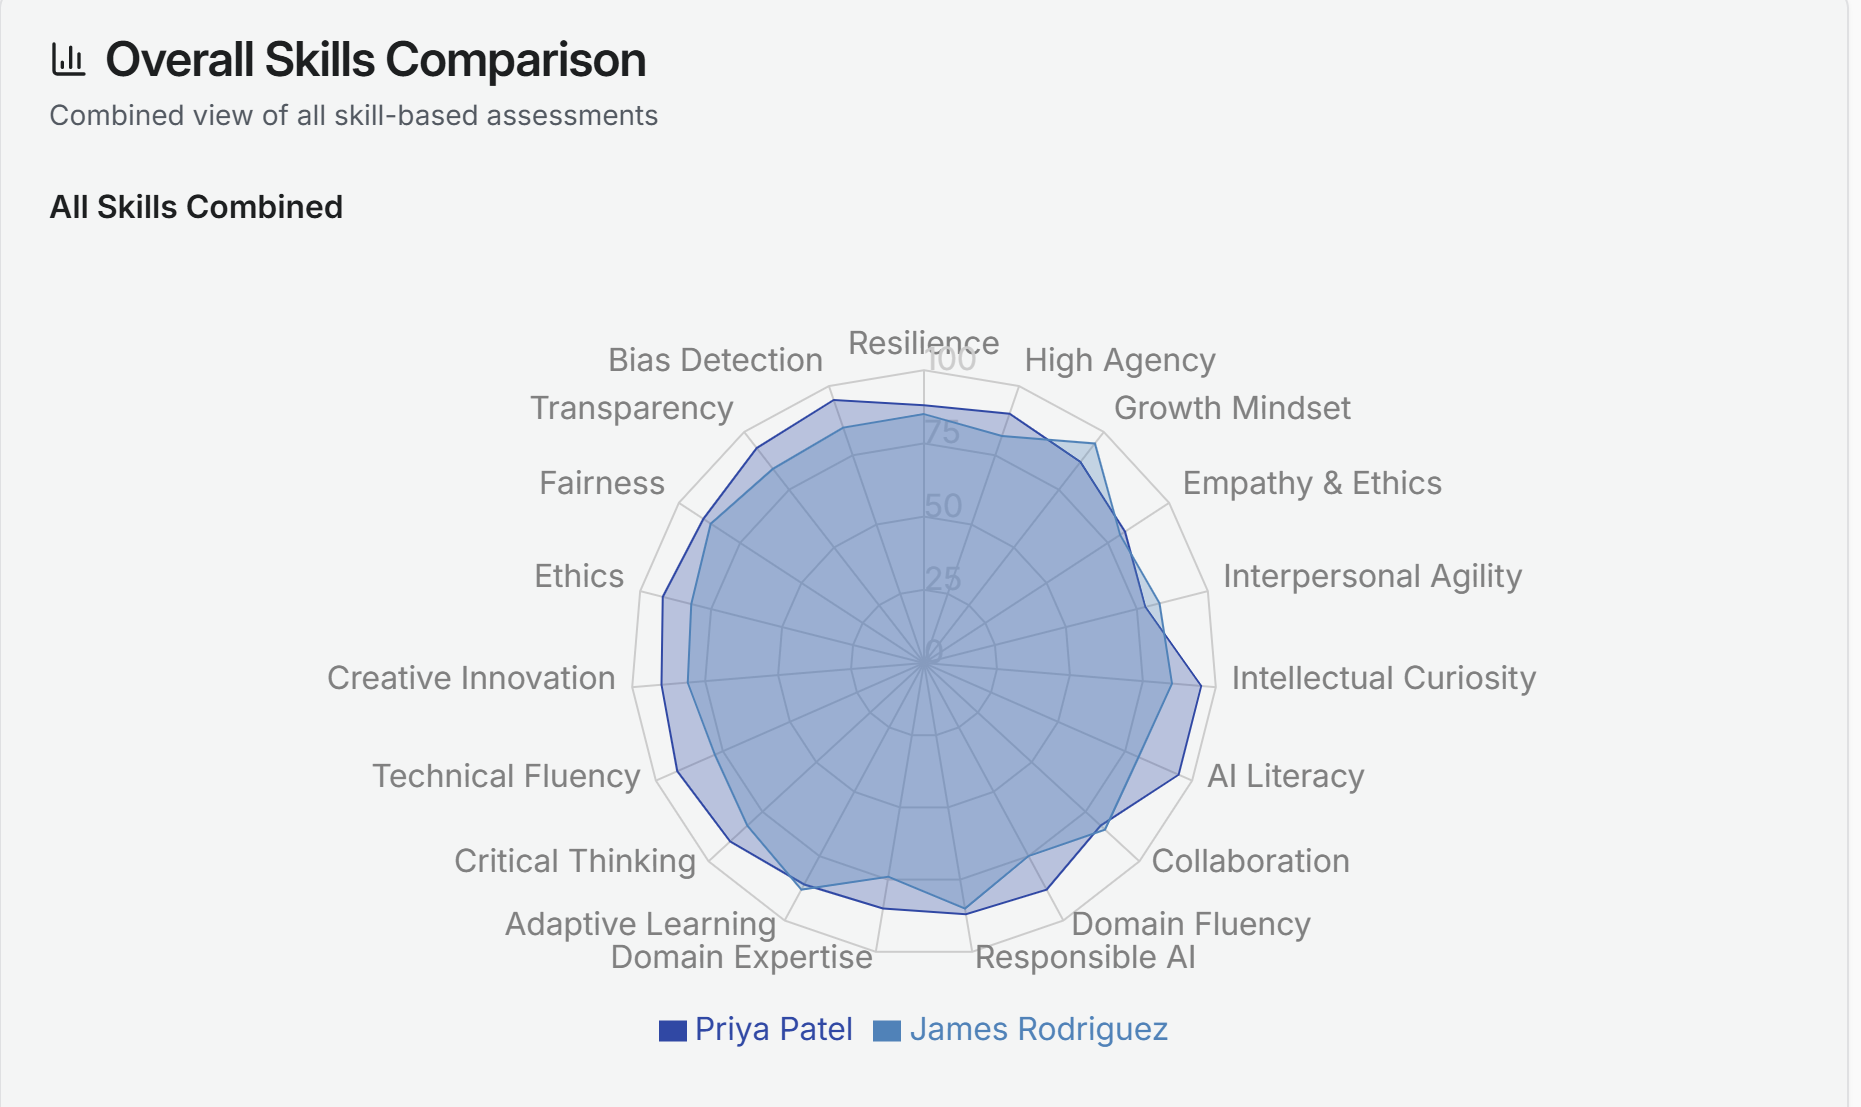 Overall Skills Comparison
Combined view of all skill-based assessments
All Skills Combined
Resilience
100
Bias Detection
High Agency
Transparency
Growth Mindset
75
Fairness
Empathy & Ethics
50
Ethics
Interpersonal Agility
25
0
Creative Innovation
Intellectual Curiosity
Technical Fluency
AI Literacy
Critical Thinking
Collaboration
Adaptive Learning
Domain Fluency
Domain Expertise
Responsible AI
Priya Patel
James Rodriguez